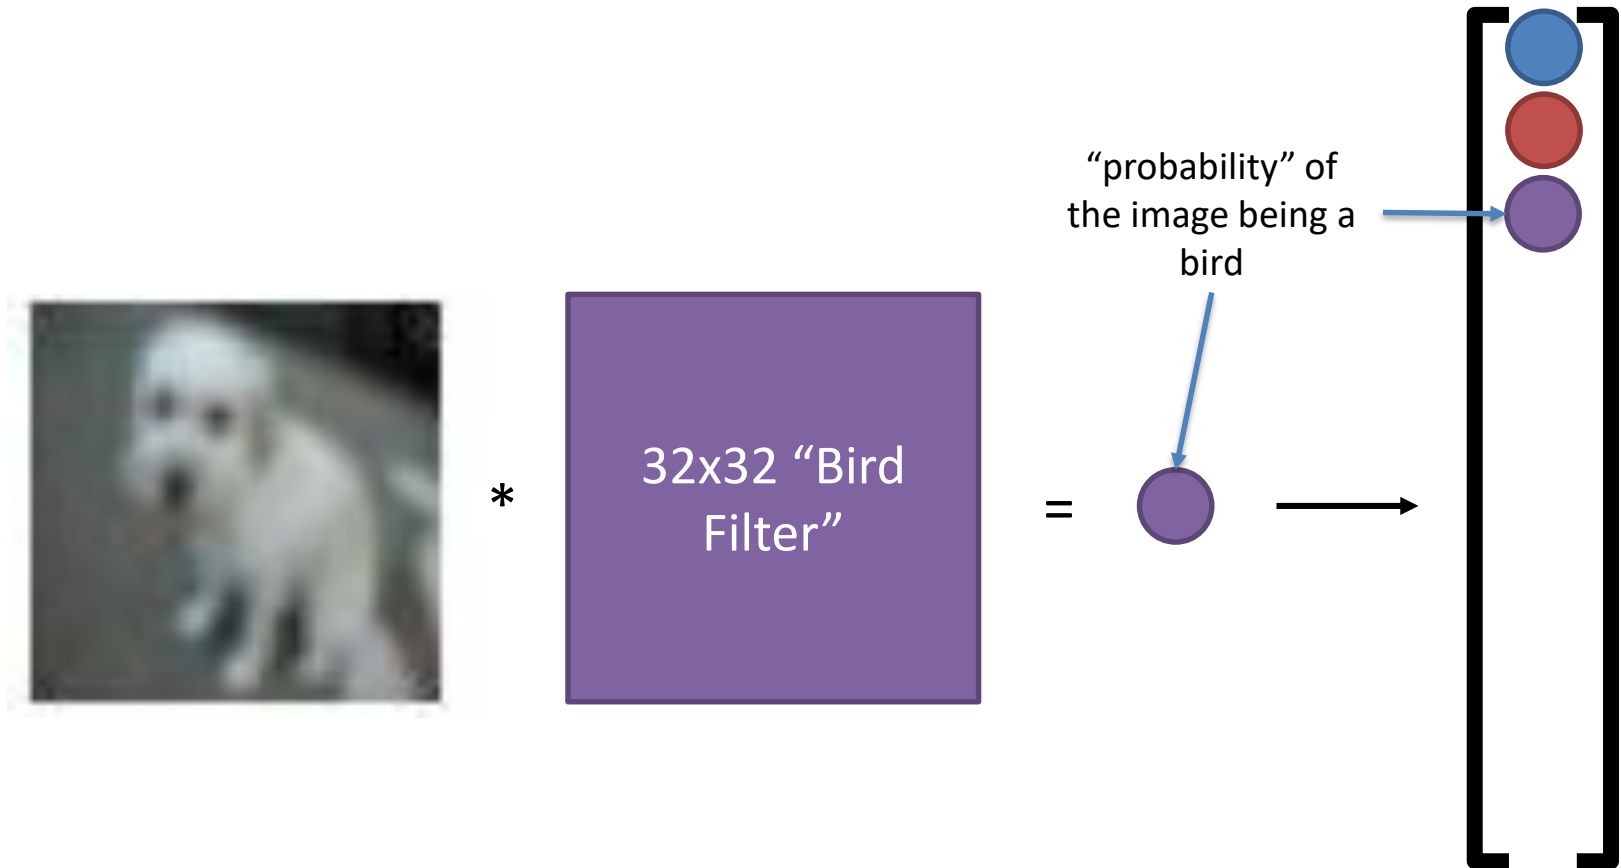 “probability” of
the image being a
bird
32x32 “Bird
Filter”
*
=